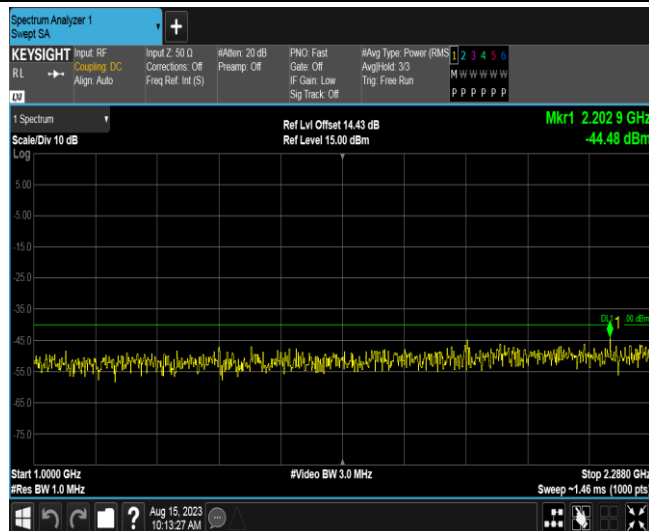 Spectrum Analyzer 1
Swept SA
+
KEYSIGHT
RL
LXI
Input: RF
Coupling: DC
Align: Auto
Input Z: 50 Ω
Corrections: Off
Freq Ref: Int (S)
#Atten: 20 dB
Preamp: Off
PNO: Fast
Gate: Off
IF Gain: Low
Sig Track: Off
#Avg Type: Power (RMS
Avg|Hold: 3/3
Trig: Free Run
1 2 3 4 5 6
M W W W W W
P P P P P P
1 Spectrum
Scale/Div 10 dB
Log
Ref Lvl Offset 14.43 dB
Ref Level 15.00 dBm
Mkr1 2.202 9 GHz
-44.48 dBm
5.00
-5.00
-15.0
-25.0
-35.0
DL1 1 .00 dBm
-45.0
-55.0
-65.0
-75.0
Start 1.0000 GHz
#Res BW 1.0 MHz
#Video BW 3.0 MHz
Stop 2.2880 GHz
Sweep ~1.46 ms (1000 pts)
?
Aug 15, 2023
10:13:27 AM